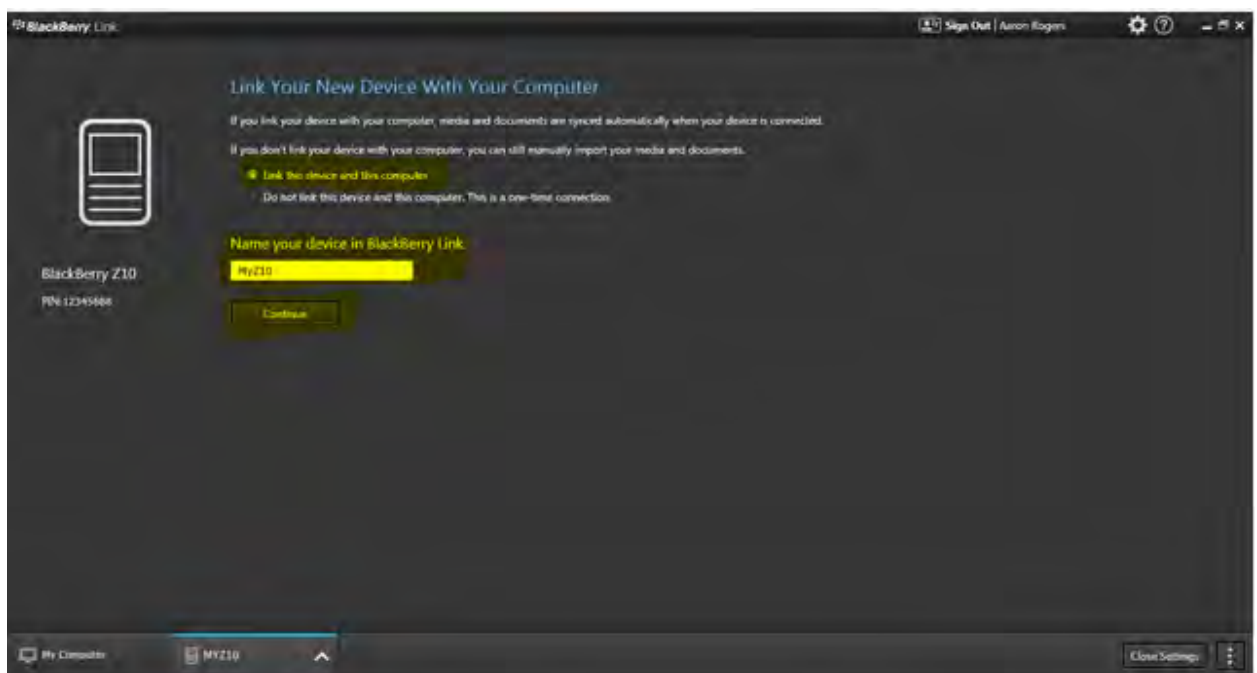 BlackBerry Link
Sign Out | Aaron Rogers
Link Your New Device With Your Computer
If you link your device with your computer, media and documents are synced automatically when your device is connected.
If you don't link your device with your computer, you can still manually import your media and documents.
Link this device and this computer
Do not link this device and this computer. This is a one-time connection.
Name your device in BlackBerry Link
MyZ10
BlackBerry Z10
Continue
My Computer
MYZ10
Close Settings